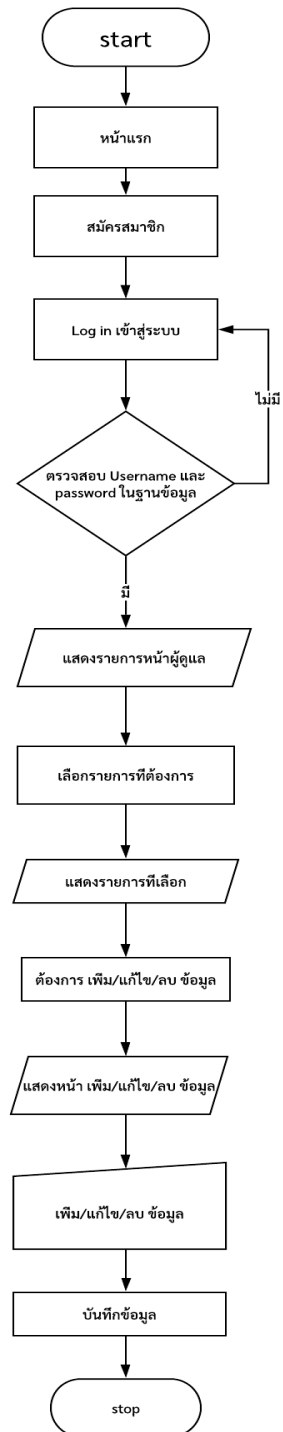 start
หน้าแรก
สมัครสมาชิก
Log in เข้าสู่ระบบ
ไม่มี
ตรวจสอบ Username และ
password ในฐานข้อมูล
มี
แสดงรายการหน้าผู้ดูแล
เลือกรายการที่ต้องการ
แสดงรายการที่เลือก
ต้องการ เพิ่ม/แก้ไข/ลบ ข้อมูล
แสดงหน้า เพิ่ม/แก้ไข/ลบ ข้อมูล
เพิ่ม/แก้ไข/ลบ ข้อมูล
บันทึกข้อมูล
stop